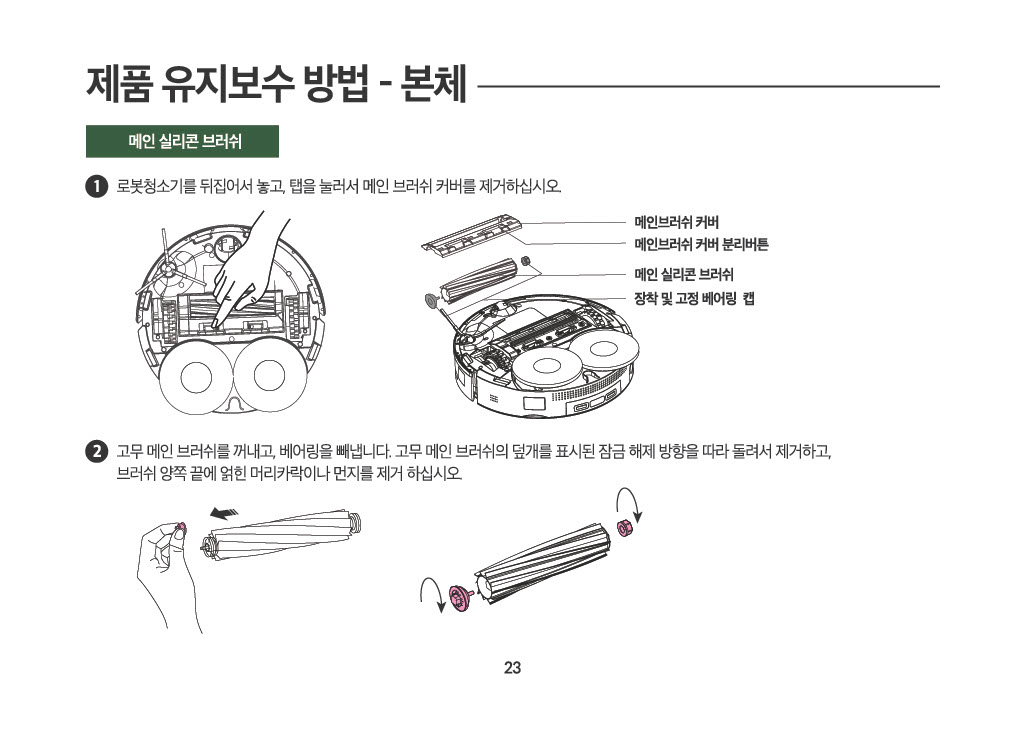 제품 유지보수 방법 - 본체
메인 실리콘 브러쉬
1 로봇청소기를 뒤집어서 놓고, 탭을 눌러서 메인 브러쉬 커버를 제거하십시오.
메인브러쉬 커버
메인브러쉬 커버 분리버튼
메인 실리콘 브러쉬
장착 및 고정 베어링 캡
2 고무 메인 브러쉬를 꺼내고, 베어링을 빼냅니다. 고무 메인 브러쉬의 덮개를 표시된 잠금 해제 방향을 따라 돌려서 제거하고,
브러쉬 양쪽 끝에 얽힌 머리카락이나 먼지를 제거 하십시오.
23